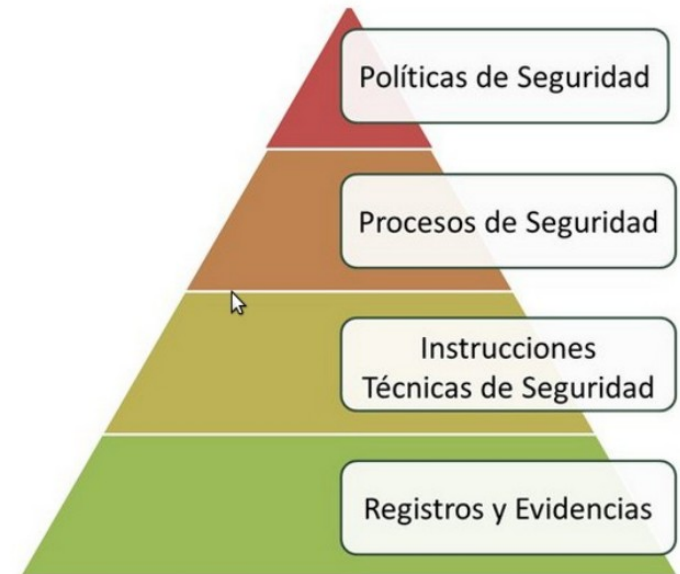 Políticas de Seguridad
Procesos de Seguridad
Instrucciones
Técnicas de Seguridad
Registros y Evidencias